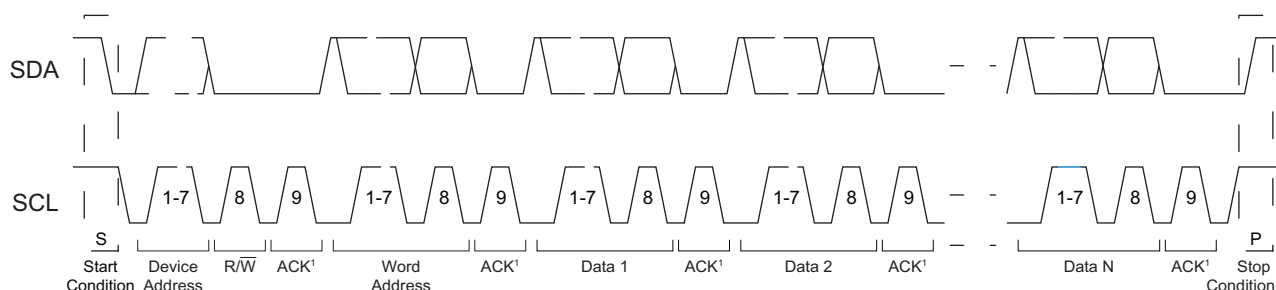 SDA
SCL
1-7 8 9 1-7 8 9 1-7 8 9 1-7 8 9 1-7 8 9
S P
Start Condition Device Address R/W̅ ACK¹ Word Address ACK¹ Data 1 ACK¹ Data 2 ACK¹ Data N ACK¹ Stop Condition